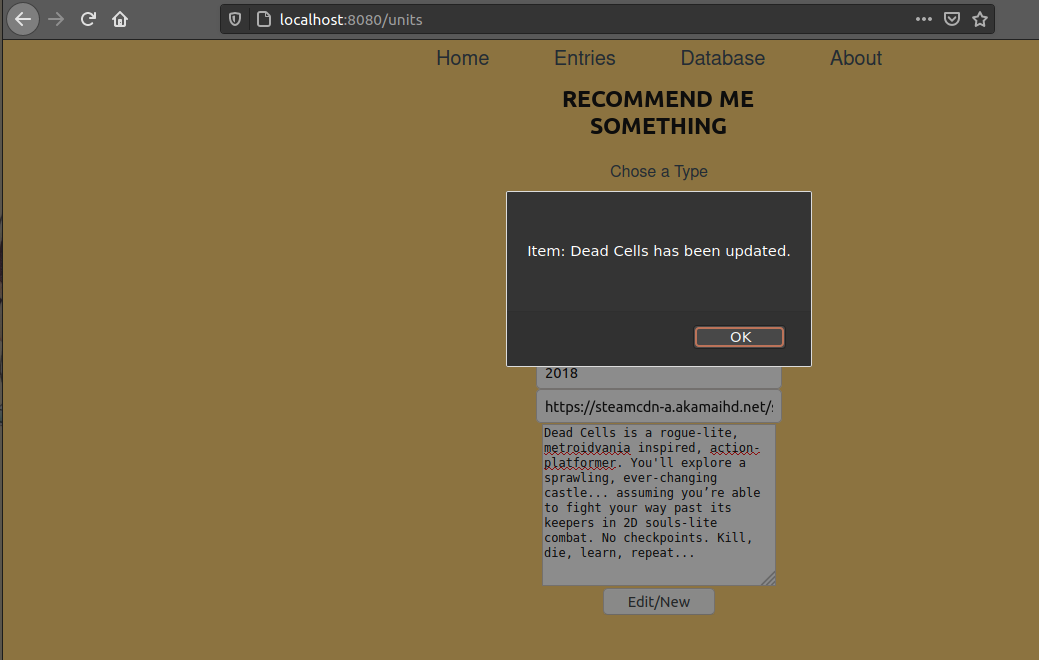 localhost:8080/units
Home Entries Database About
RECOMMEND ME
SOMETHING
Chose a Type
Item: Dead Cells has been updated.
OK
2018
https://steamcdn-a.akamaihd.net/
Dead Cells is a rogue-lite,
metroidvania inspired, action-
platformer. You'll explore a
sprawling, ever-changing
castle... assuming you’re able
to fight your way past its
keepers in 2D souls-lite
combat. No checkpoints. Kill,
die, learn, repeat...
Edit/New